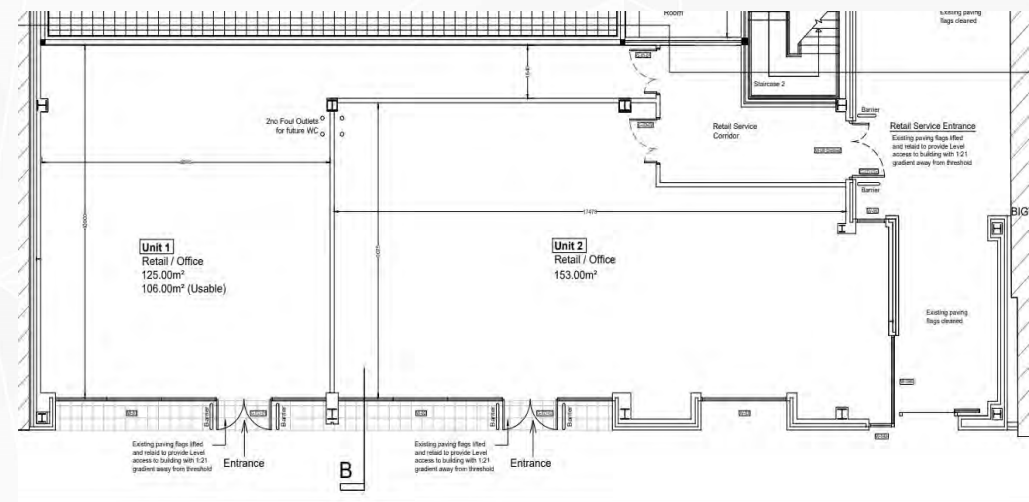 Room
Existing paving
flags cleaned
Staircase 2
Barrier
2no Foul Outlets
for future WC
Retail Service
Corridor
Retail Service Entrance
Existing paving flags lifted
and relaid to provide Level
access to building with 1:21
gradient away from threshold
Barrier
17479
BIG
Unit 1
Retail / Office
125.00m²
106.00m² (Usable)
Unit 2
Retail / Office
153.00m²
Existing paving
flags cleaned
Barrier
Barrier
Barrier
Barrier
Existing paving flags lifted
and relaid to provide Level
access to building with 1:21
gradient away from threshold
Entrance
Existing paving flags lifted
and relaid to provide Level
access to building with 1:21
gradient away from threshold
Entrance
B